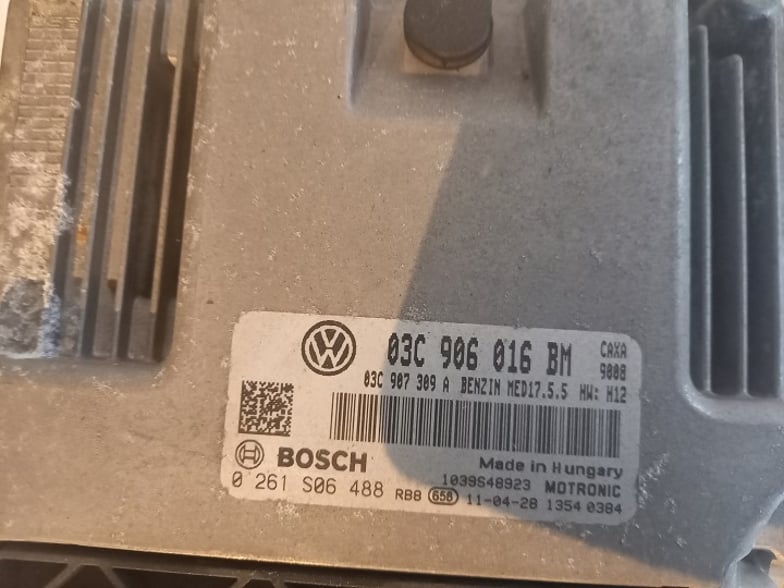 03C 906 016 BM CAXA
9008
03C 907 309 A BENZIN MED17.5.5 HW: H12
BOSCH
Made in Hungary
1039S48923 MOTRONIC
0 261 S06 488 RB8 658 11-04-28 1354 0384